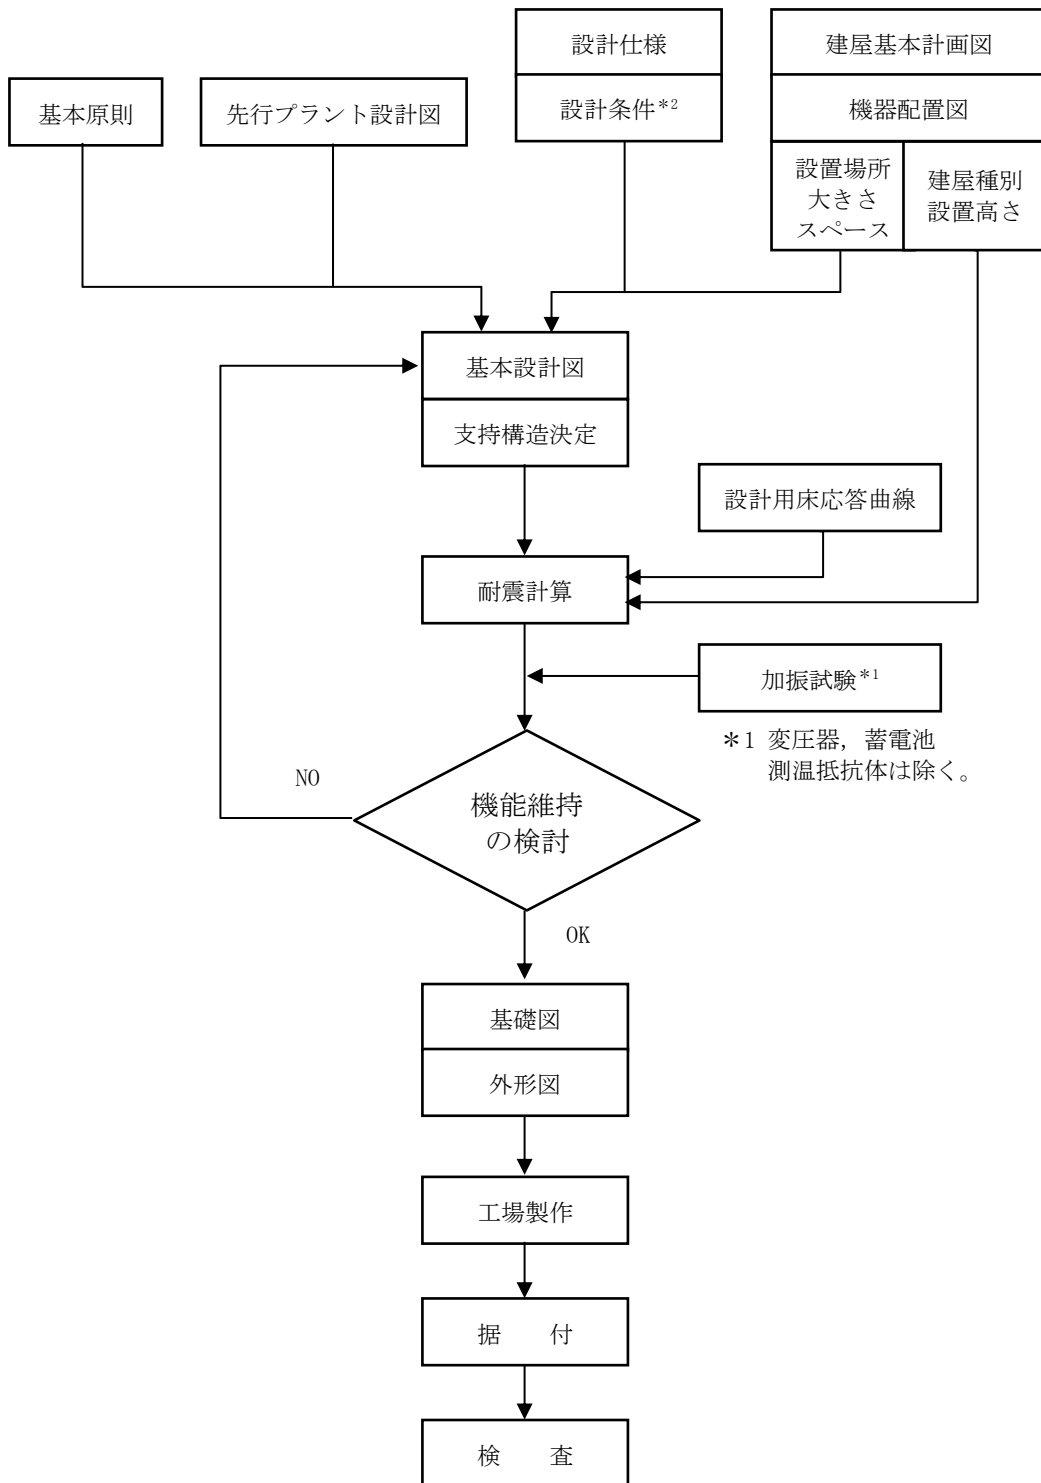 設計仕様
建屋基本計画図
基本原則
先行プラント設計図
設計条件*2
機器配置図
設置場所
大きさ
スペース
建屋種別
設置高さ
基本設計図
支持構造決定
設計用床応答曲線
耐震計算
加振試験*1
*1 変圧器，蓄電池
測温抵抗体は除く。
NO
機能維持
の検討
OK
基礎図
外形図
工場製作
据　　付
検　　査